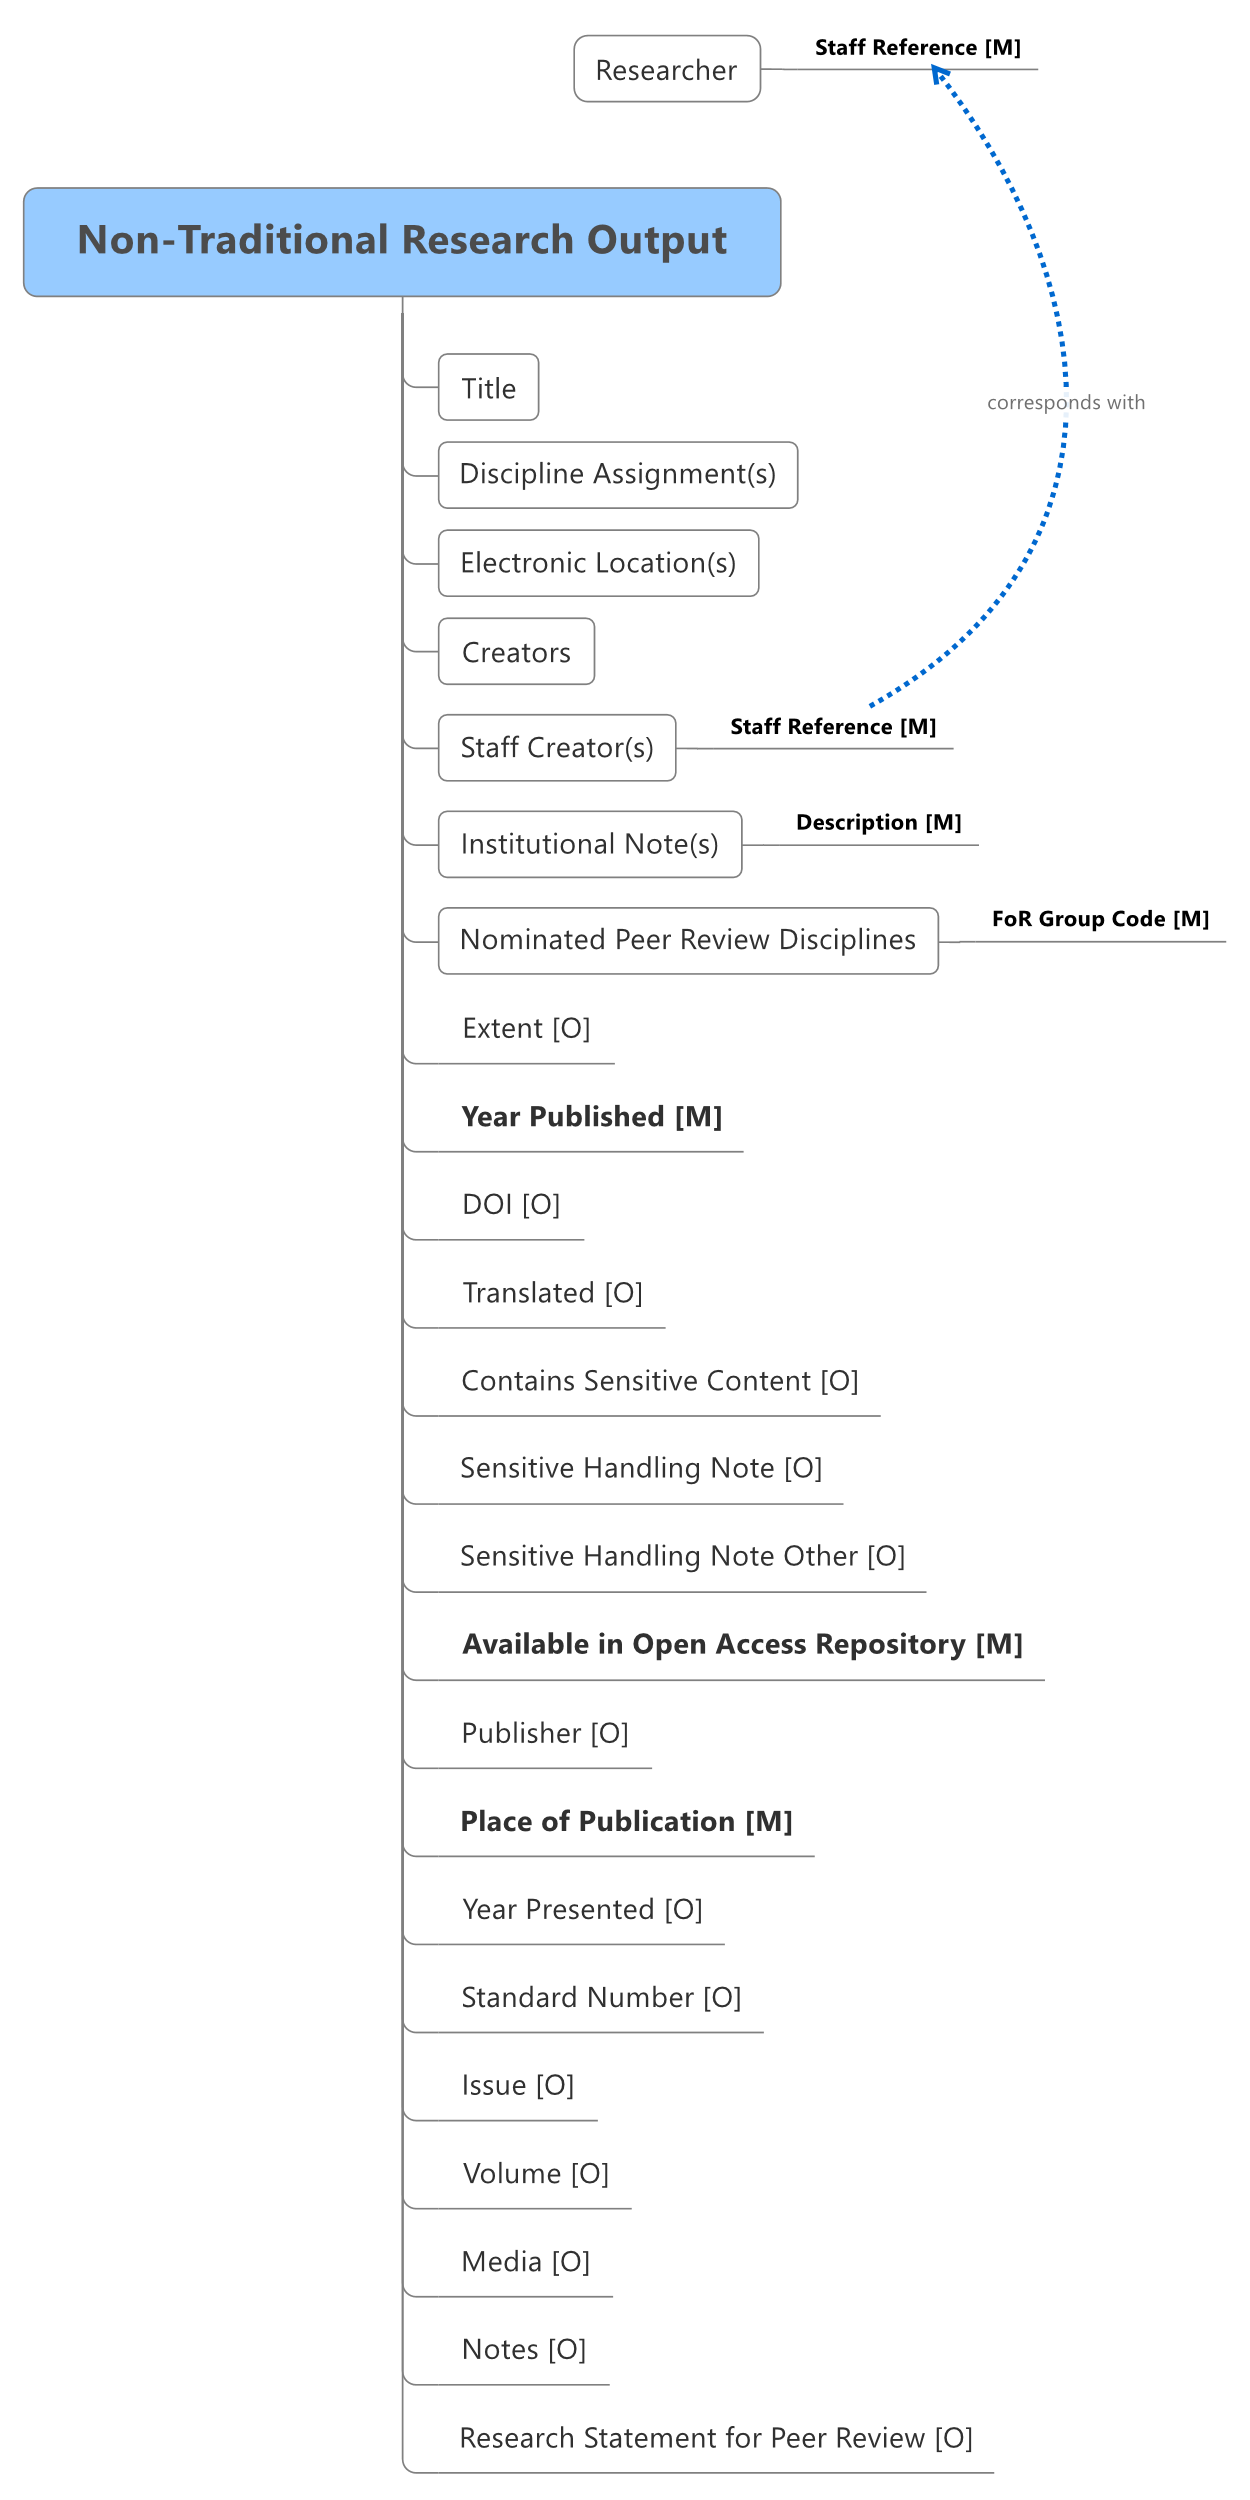 Researcher
Staff Reference [M]
Non-Traditional Research Output
Title
corresponds with
Discipline Assignment(s)
Electronic Location(s)
Creators
Staff Creator(s)
Staff Reference [M]
Institutional Note(s)
Description [M]
Nominated Peer Review Disciplines
FoR Group Code [M]
Extent [O]
Year Published [M]
DOI [O]
Translated [O]
Contains Sensitive Content [O]
Sensitive Handling Note [O]
Sensitive Handling Note Other [O]
Available in Open Access Repository [M]
Publisher [O]
Place of Publication [M]
Year Presented [O]
Standard Number [O]
Issue [O]
Volume [O]
Media [O]
Notes [O]
Research Statement for Peer Review [O]